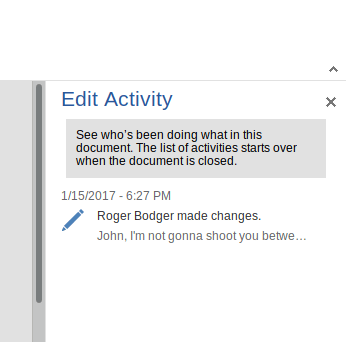 Edit Activity
See who's been doing what in this
document. The list of activities starts over
when the document is closed.
1/15/2017 - 6:27 PM
Roger Bodger made changes.
John, I'm not gonna shoot you betwe…